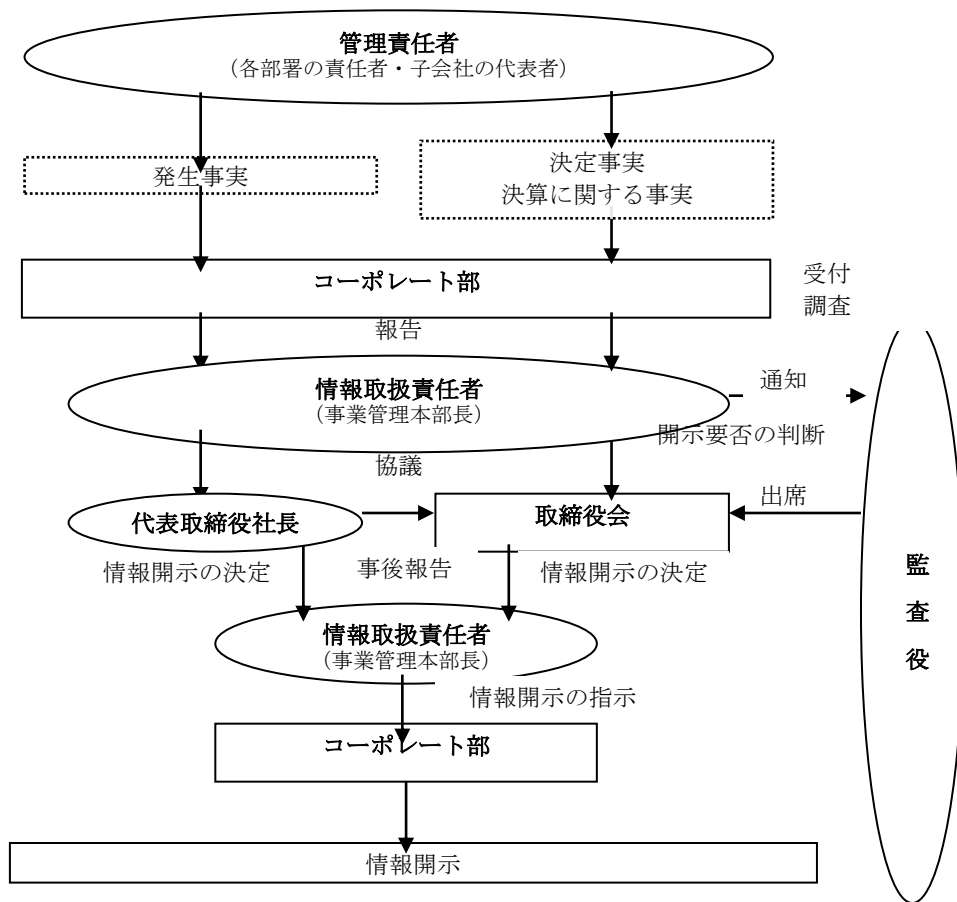 管理責任者
（各部署の責任者・子会社の代表者）
発生事実
決定事実
決算に関する事実
コーポレート部
受付
調査
報告
情報取扱責任者
（事業管理本部長）
通知
開示要否の判断
協議
代表取締役社長
取締役会
出席
情報開示の決定
事後報告
情報開示の決定
監
査
役
情報取扱責任者
（事業管理本部長）
情報開示の指示
コーポレート部
情報開示